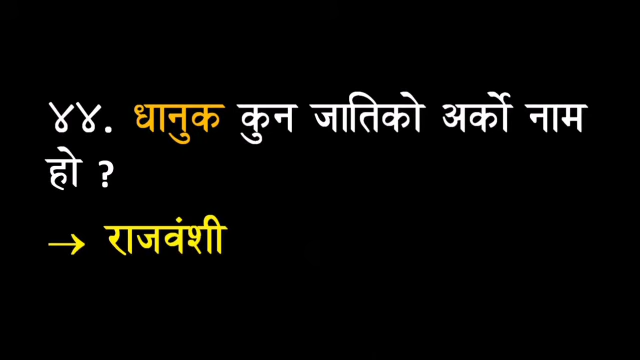 ४४. धानुक कुन जातिको अर्को नाम
हो ?
→ राजवंशी